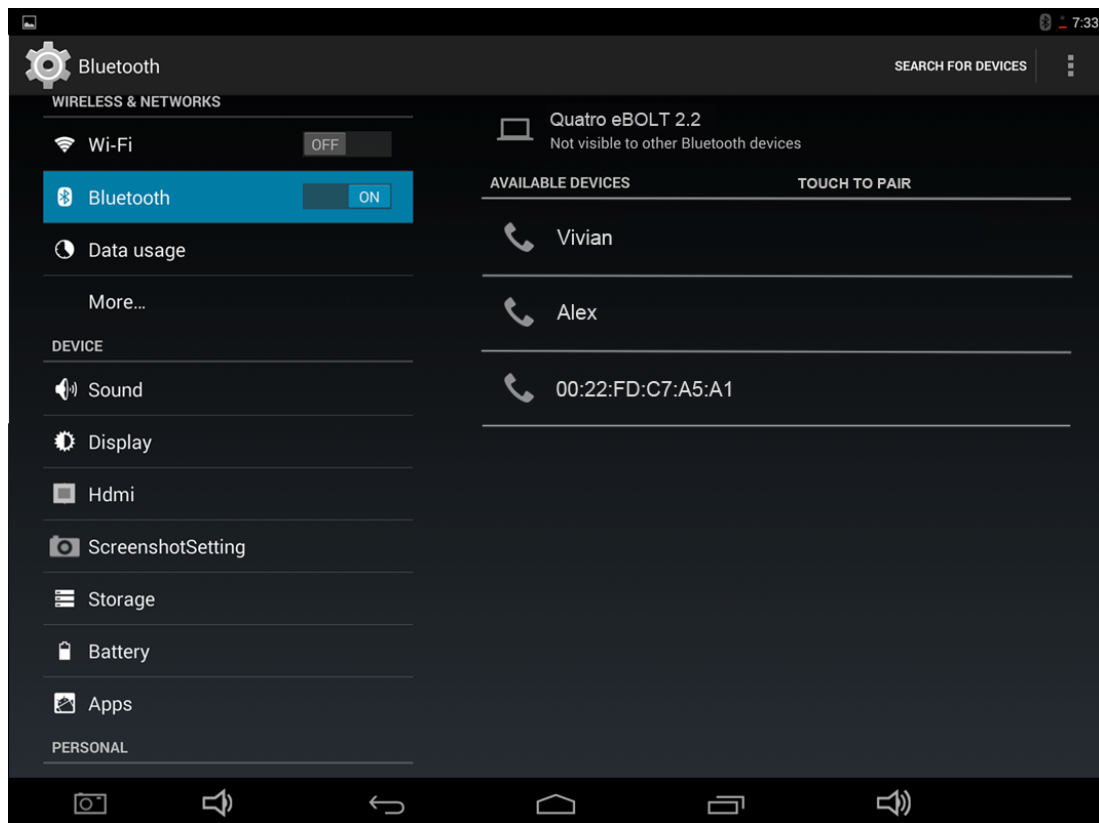 7:33
Bluetooth
SEARCH FOR DEVICES
WIRELESS & NETWORKS
Wi-Fi OFF
Bluetooth ON
Data usage
More...
DEVICE
Sound
Display
Hdmi
ScreenshotSetting
Storage
Battery
Apps
PERSONAL
Quatro eBOLT 2.2
Not visible to other Bluetooth devices
AVAILABLE DEVICES TOUCH TO PAIR
Vivian
Alex
00:22:FD:C7:A5:A1